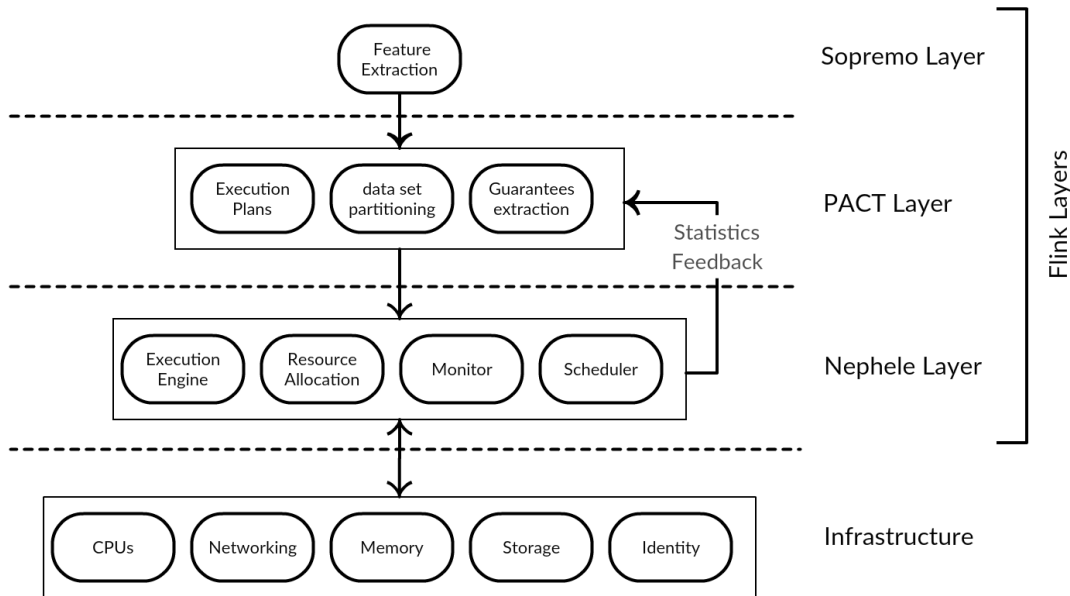 Feature
Extraction
Sopremo Layer
Execution
Plans
data set
partitioning
Guarantees
extraction
PACT Layer
Statistics
Feedback
Flink Layers
Execution
Engine
Resource
Allocation
Monitor
Scheduler
Nephele Layer
CPUs
Networking
Memory
Storage
Identity
Infrastructure